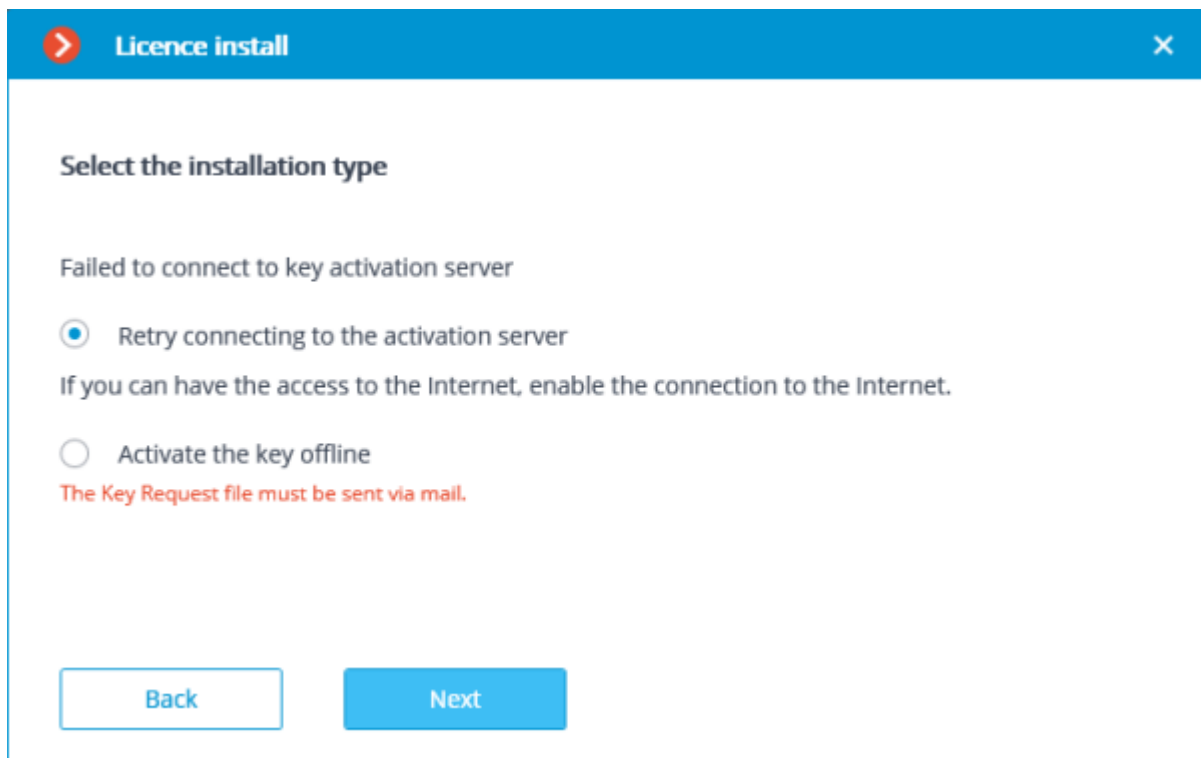 Licence install
Select the installation type
Failed to connect to key activation server
Retry connecting to the activation server
If you can have the access to the Internet, enable the connection to the Internet.
Activate the key offline
The Key Request file must be sent via mail.
Back
Next